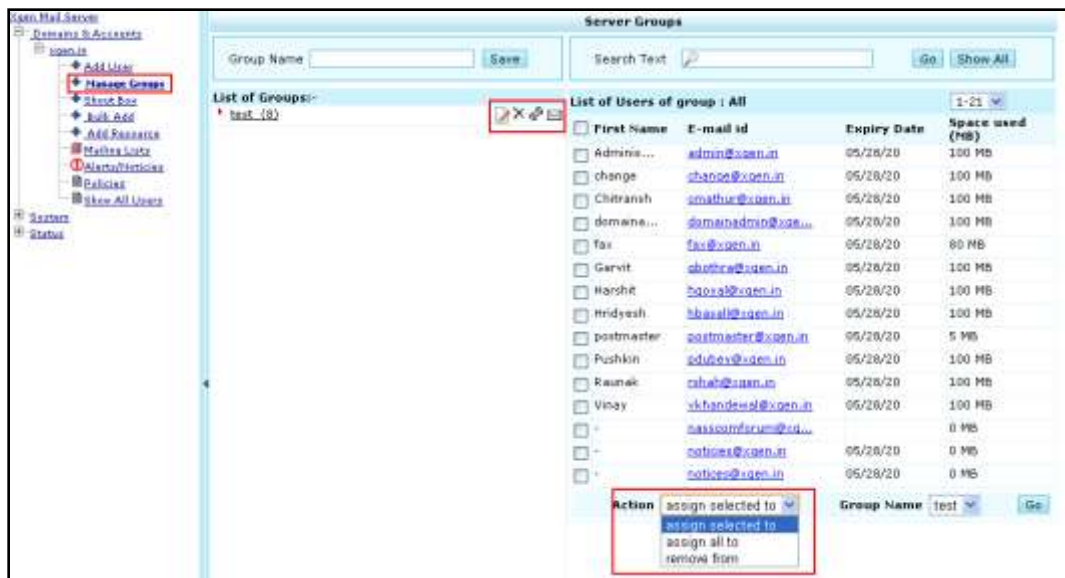 Xgen Mail Server
Domains & Accounts
xgen.in
Add User
Manage Groups
Shout Box
Bulk Add
Add Resource
Mailing Lists
Alerts/Noticies
Policies
Show All Users
System
Status
Server Groups
Group Name Save
Search Text Go Show All
List of Groups:-
test (8)
List of Users of group : All 1-21
First Name E-mail id Expiry Date Space used (MB)
Adminis... admin@xgen.in 05/28/20 100 MB
change change@xgen.in 05/28/20 100 MB
Chitransh cmathur@xgen.in 05/28/20 100 MB
domaina... domainadmin@xge... 05/28/20 100 MB
fax fax@xgen.in 05/28/20 80 MB
Garvit gbothra@xgen.in 05/28/20 100 MB
Harshit hgoyal@xgen.in 05/28/20 100 MB
Hridyesh @xgen.in 05/28/20 100 MB
postmaster postmaster@xgen.in 05/28/20 5 MB
Pushkin pdubey@xgen.in 05/28/20 100 MB
Raunak rshah@xgen.in 05/28/20 100 MB
Vinay vkhandewal@xgen.in 05/28/20 100 MB
- nasscomforum@xg... 0 MB
- noticies@xgen.in 05/28/20 0 MB
- notices@xgen.in 05/28/20 0 MB
Action assign selected to Group Name test Go
assign selected to
assign all to
remove from